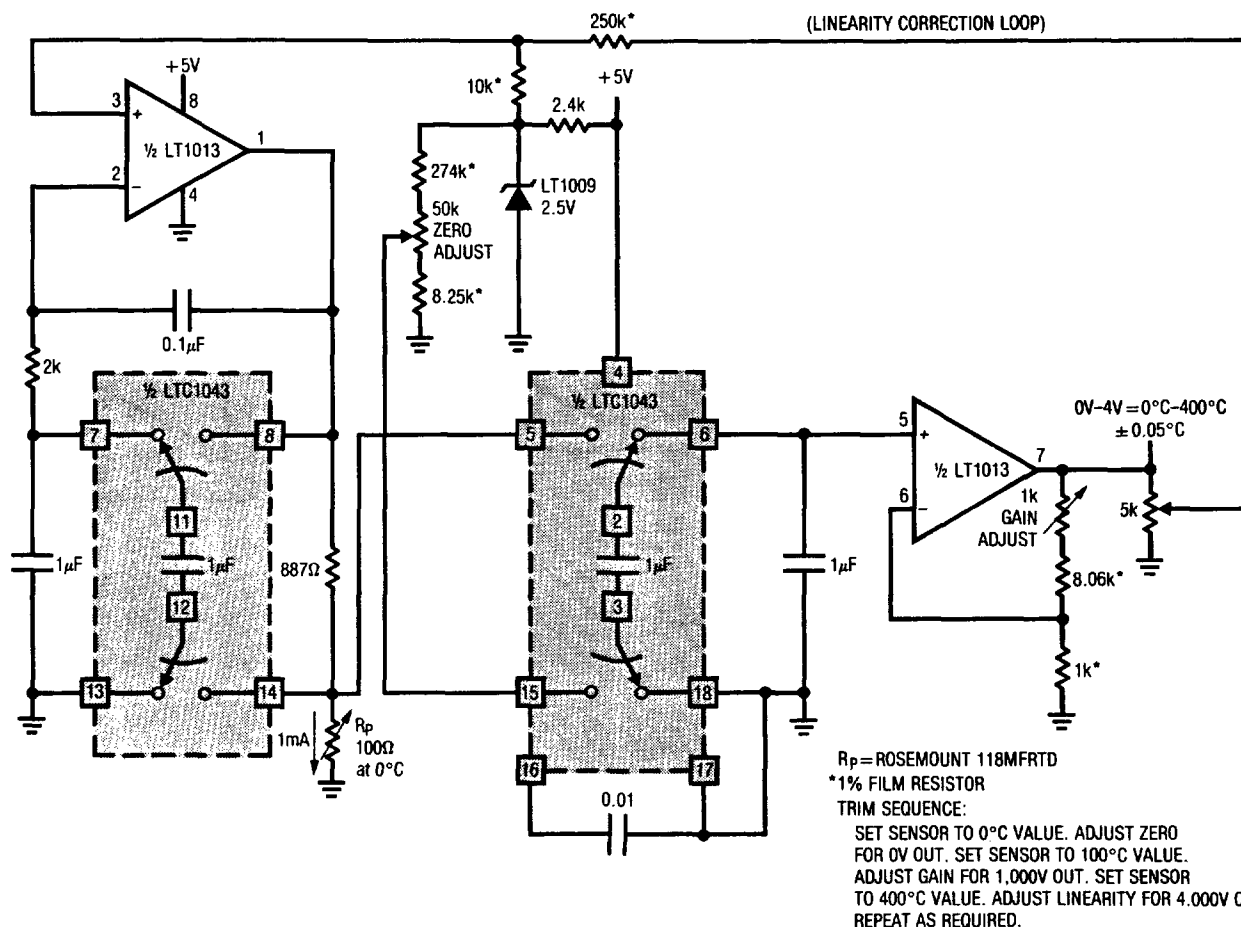 250k*
(LINEARITY CORRECTION LOOP)
+5V
3
+
8
10k*
+5V
2.4k
½ LT1013
1
2
−
4
274k*
LT1009
2.5V
50k
ZERO
ADJUST
8.25k*
0.1µF
2k
½ LTC1043
7
8
11
1µF
1µF
12
887Ω
13
14
1mA
RP
100Ω
at 0°C
4
½ LTC1043
5
6
2
1µF
3
15
18
16
17
0.01
1µF
5
+
½ LT1013
7
6
−
0V-4V=0°C-400°C
±0.05°C
1k
GAIN
ADJUST
5k
8.06k*
1k*
RP=ROSEMOUNT 118MFRTD
*1% FILM RESISTOR
TRIM SEQUENCE:
SET SENSOR TO 0°C VALUE. ADJUST ZERO
FOR 0V OUT. SET SENSOR TO 100°C VALUE.
ADJUST GAIN FOR 1,000V OUT. SET SENSOR
TO 400°C VALUE. ADJUST LINEARITY FOR 4.000V
REPEAT AS REQUIRED.